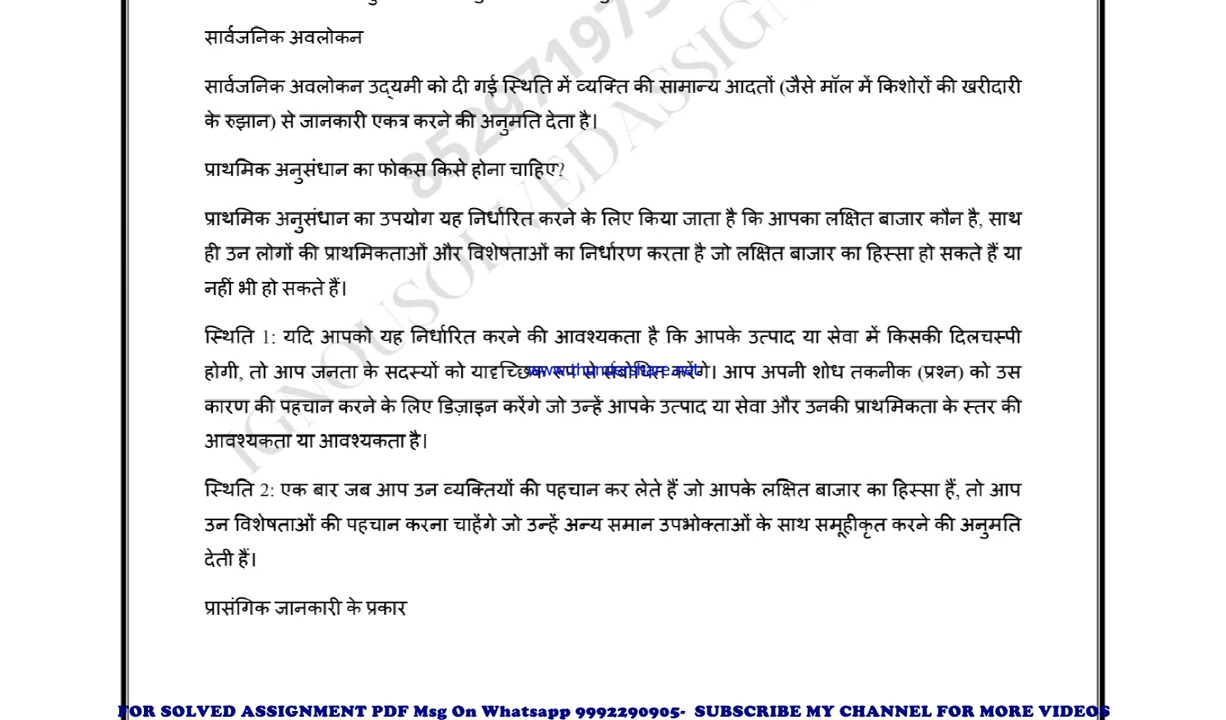 सार्वजनिक अवलोकन
सार्वजनिक अवलोकन उद्यमी को दी गई स्थिति में व्यक्ति की सामान्य आदतों (जैसे मॉल में किशोरों की खरीदारी
के रुझान) से जानकारी एकत्र करने की अनुमति देता है।
प्राथमिक अनुसंधान का फोकस किसे होना चाहिए?
प्राथमिक अनुसंधान का उपयोग यह निर्धारित करने के लिए किया जाता है कि आपका लक्षित बाजार कौन है, साथ
ही उन लोगों की प्राथमिकताओं और विशेषताओं का निर्धारण करता है जो लक्षित बाजार का हिस्सा हो सकते हैं या
नहीं भी हो सकते हैं।
स्थिति 1: यदि आपको यह निर्धारित करने की आवश्यकता है कि आपके उत्पाद या सेवा में किसकी दिलचस्पी
होगी, तो आप जनता के सदस्यों को यादृच्छिक रूप से संबोधित करेंगे। आप अपनी शोध तकनीक (प्रश्न) को उस
कारण की पहचान करने के लिए डिज़ाइन करेंगे जो उन्हें आपके उत्पाद या सेवा और उनकी प्राथमिकता के स्तर की
आवश्यकता या आवश्यकता है।
स्थिति 2: एक बार जब आप उन व्यक्तियों की पहचान कर लेते हैं जो आपके लक्षित बाजार का हिस्सा हैं, तो आप
उन विशेषताओं की पहचान करना चाहेंगे जो उन्हें अन्य समान उपभोक्ताओं के साथ समूहीकृत करने की अनुमति
देती हैं।
प्रासंगिक जानकारी के प्रकार
FOR SOLVED ASSIGNMENT PDF Msg On Whatsapp 9992290905- SUBSCRIBE MY CHANNEL FOR MORE VIDEOS
IGNOUSOLVEDASSIGN
85297197